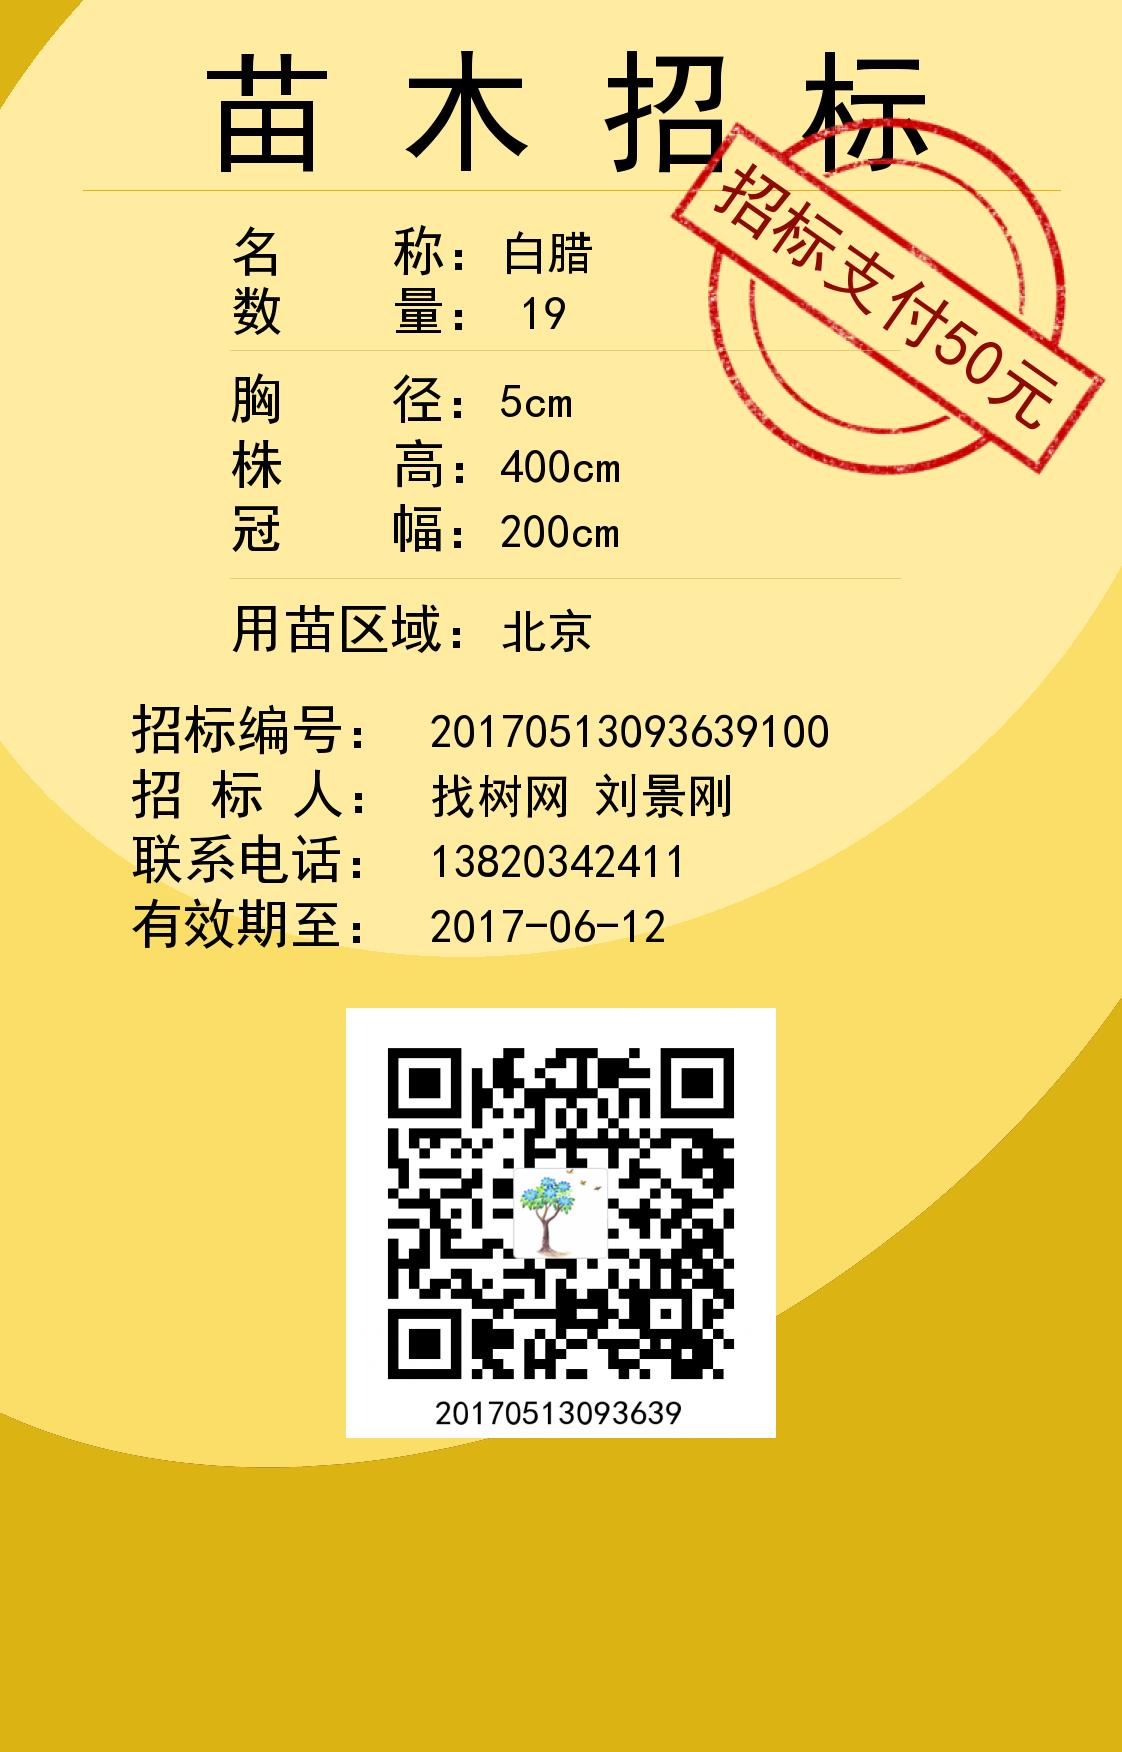 苗木招标
招标支付50元
名 称：白腊
数 量：19
胸 径：5cm
株 高：400cm
冠 幅：200cm
用苗区域：北京
招标编号：20170513093639100
招 标 人：找树网 刘景刚
联系电话：13820342411
有效期至：2017-06-12
20170513093639